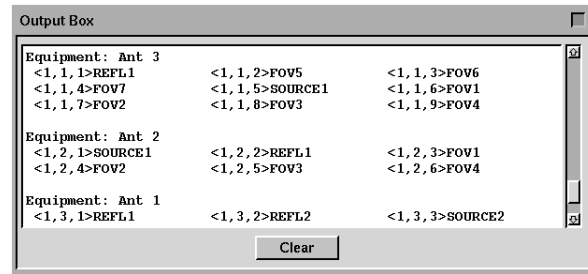 Output Box
Equipment: Ant 3
<1,1,1>REFL1 <1,1,2>FOV5 <1,1,3>FOV6
<1,1,4>FOV7 <1,1,5>SOURCE1 <1,1,6>FOV1
<1,1,7>FOV2 <1,1,8>FOV3 <1,1,9>FOV4
Equipment: Ant 2
<1,2,1>SOURCE1 <1,2,2>REFL1 <1,2,3>FOV1
<1,2,4>FOV2 <1,2,5>FOV3 <1,2,6>FOV4
Equipment: Ant 1
<1,3,1>REFL1 <1,3,2>REFL2 <1,3,3>SOURCE2
Clear